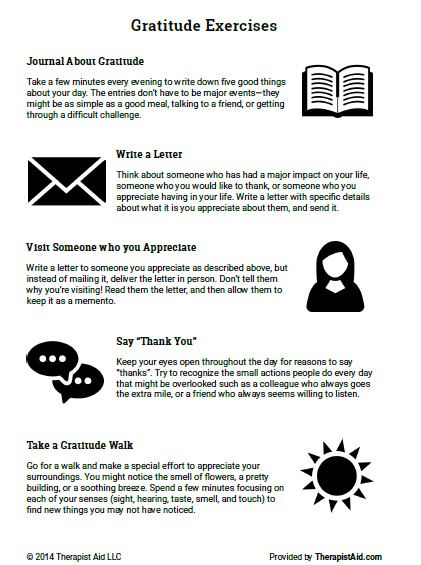 Gratitude Exercises
Journal About Gratitude
Take a few minutes every evening to write down five good things
about your day. The entries don't have to be major events—they
might be as simple as a good meal, talking to a friend, or getting
through a difficult challenge.
Write a Letter
Think about someone who has had a major impact on your life,
someone who you would like to thank, or someone who you
appreciate having in your life. Write a letter with specific details
about what it is you appreciate about them, and send it.
Visit Someone who you Appreciate
Write a letter to someone you appreciate as described above, but
instead of mailing it, deliver the letter in person. Don't tell them
why you're visiting! Read them the letter, and then allow them to
keep it as a memento.
Say “Thank You”
Keep your eyes open throughout the day for reasons to say
“thanks”. Try to recognize the small actions people do every day
that might be overlooked such as a colleague who always goes
the extra mile, or a friend who always seems willing to listen.
Take a Gratitude Walk
Go for a walk and make a special effort to appreciate your
surroundings. You might notice the smell of flowers, a pretty
building, or a soothing breeze. Spend a few minutes focusing on
each of your senses (sight, hearing, taste, smell, and touch) to
find new things you may not have noticed.
© 2014 Therapist Aid LLC
Provided by TherapistAid.com